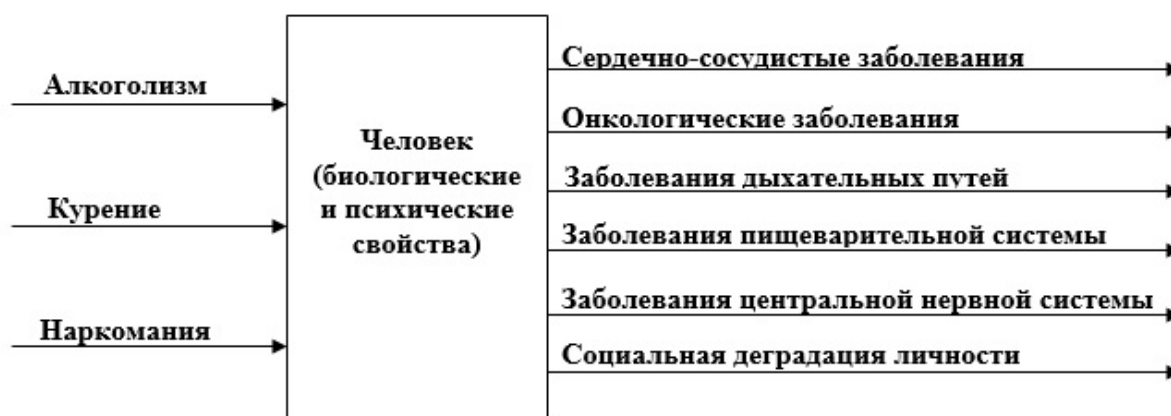 Алкоголизм
Курение
Наркомания
Человек
(биологические
и психические
свойства)
Сердечно-сосудистые заболевания
Онкологические заболевания
Заболевания дыхательных путей
Заболевания пищеварительной системы
Заболевания центральной нервной системы
Социальная деградация личности